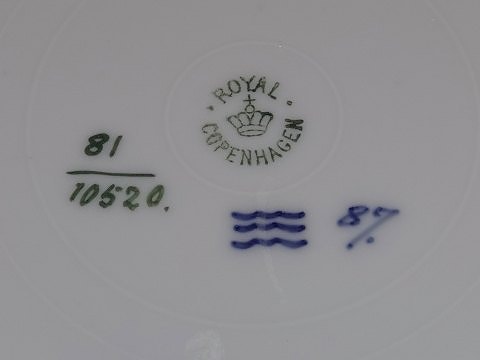 ROYAL
COPENHAGEN
81
10520.
87